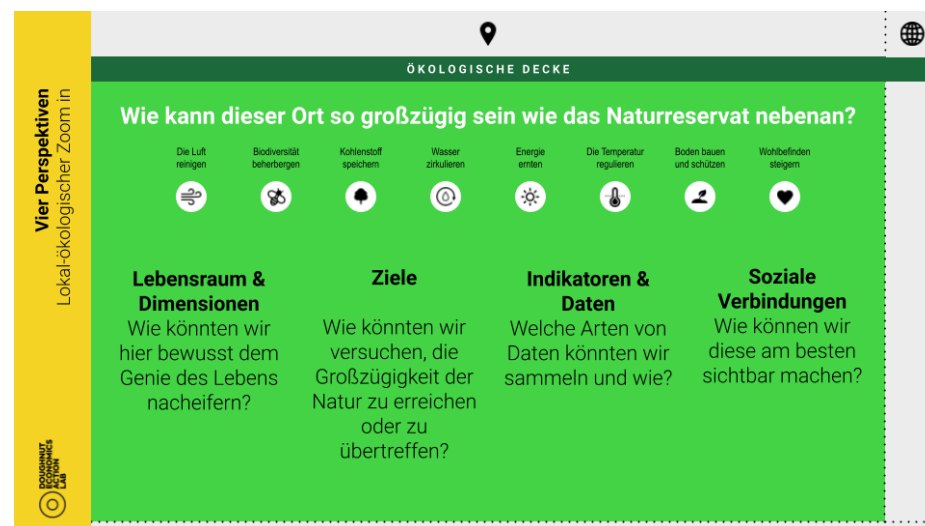 Vier Perspektiven
Lokal-ökologischer Zoom in
DOUGHNUT
ECONOMICS
ACTION
LAB
ÖKOLOGISCHE DECKE
Wie kann dieser Ort so großzügig sein wie das Naturreservat nebenan?
Die Luft
reinigen
Biodiversität
beherbergen
Kohlenstoff
speichern
Wasser
zirkulieren
Energie
ernten
Die Temperatur
regulieren
Boden bauen
und schützen
Wohlbefinden
steigern
Lebensraum &
Dimensionen
Wie könnten wir
hier bewusst dem
Genie des Lebens
nacheifern?
Ziele
Wie könnten wir
versuchen, die
Großzügigkeit der
Natur zu erreichen
oder zu
übertreffen?
Indikatoren &
Daten
Welche Arten von
Daten könnten wir
sammeln und wie?
Soziale
Verbindungen
Wie können wir
diese am besten
sichtbar machen?